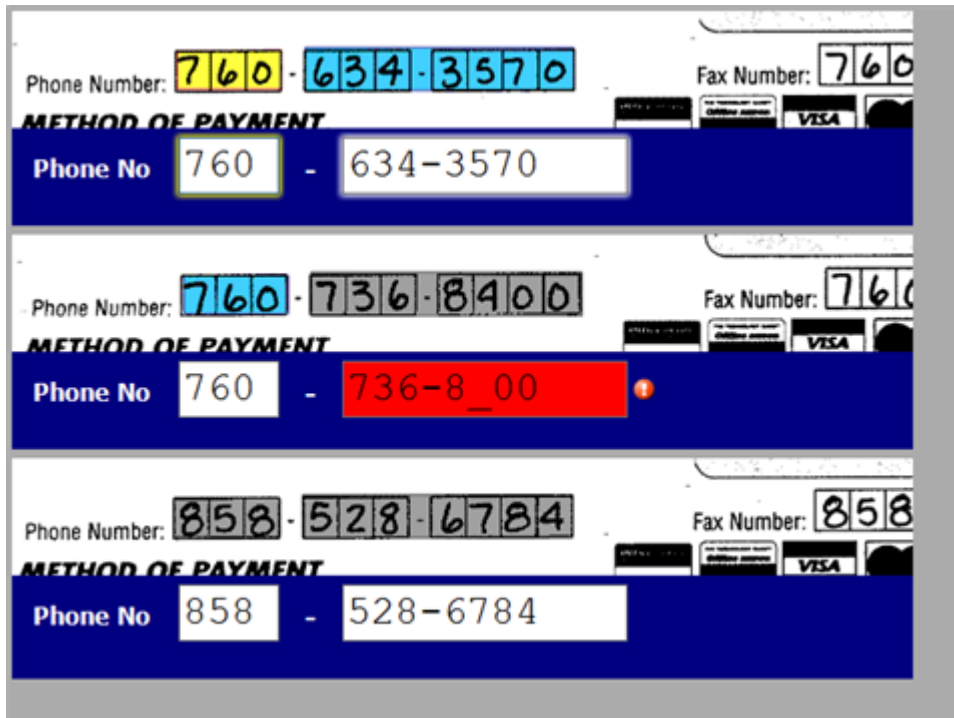 Phone Number: 760-634-3570 Fax Number: 760
METHOD OF PAYMENT VISA
Phone No 760 - 634-3570
Phone Number: 760-736-8400 Fax Number: 760
METHOD OF PAYMENT VISA
Phone No 760 - 736-8_00
Phone Number: 858-528-6784 Fax Number: 858
METHOD OF PAYMENT VISA
Phone No 858 - 528-6784